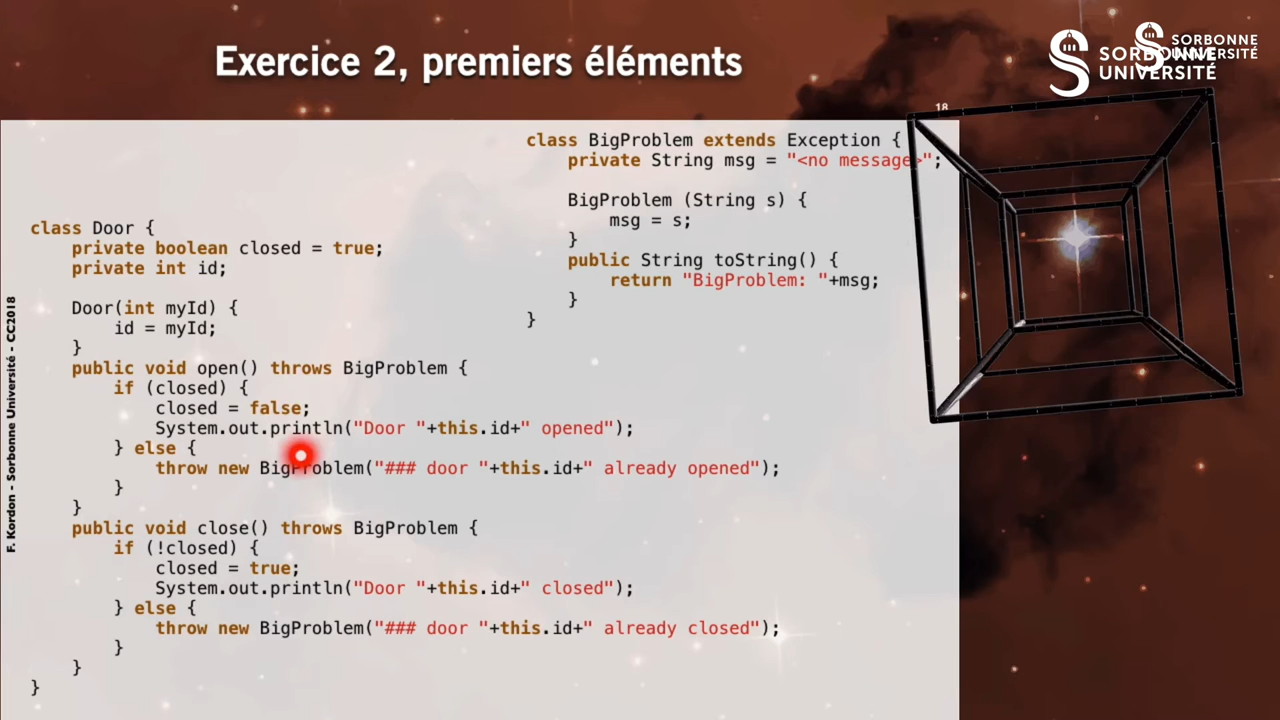 Exercice 2, premiers éléments
SORBONNE
UNIVERSITÉ
SORBONNE
UNIVERSITÉ
18
class BigProblem extends Exception {
private String msg = "<no message>";
BigProblem (String s) {
msg = s;
}
public String toString() {
return "BigProblem: "+msg;
}
}
class Door {
private boolean closed = true;
private int id;
Door(int myId) {
id = myId;
}
public void open() throws BigProblem {
if (closed) {
closed = false;
System.out.println("Door "+this.id+" opened");
} else {
throw new BigProblem("### door "+this.id+" already opened");
}
}
public void close() throws BigProblem {
if (!closed) {
closed = true;
System.out.println("Door "+this.id+" closed");
} else {
throw new BigProblem("### door "+this.id+" already closed");
}
}
}
F. Kordon - Sorbonne Université - CC2018